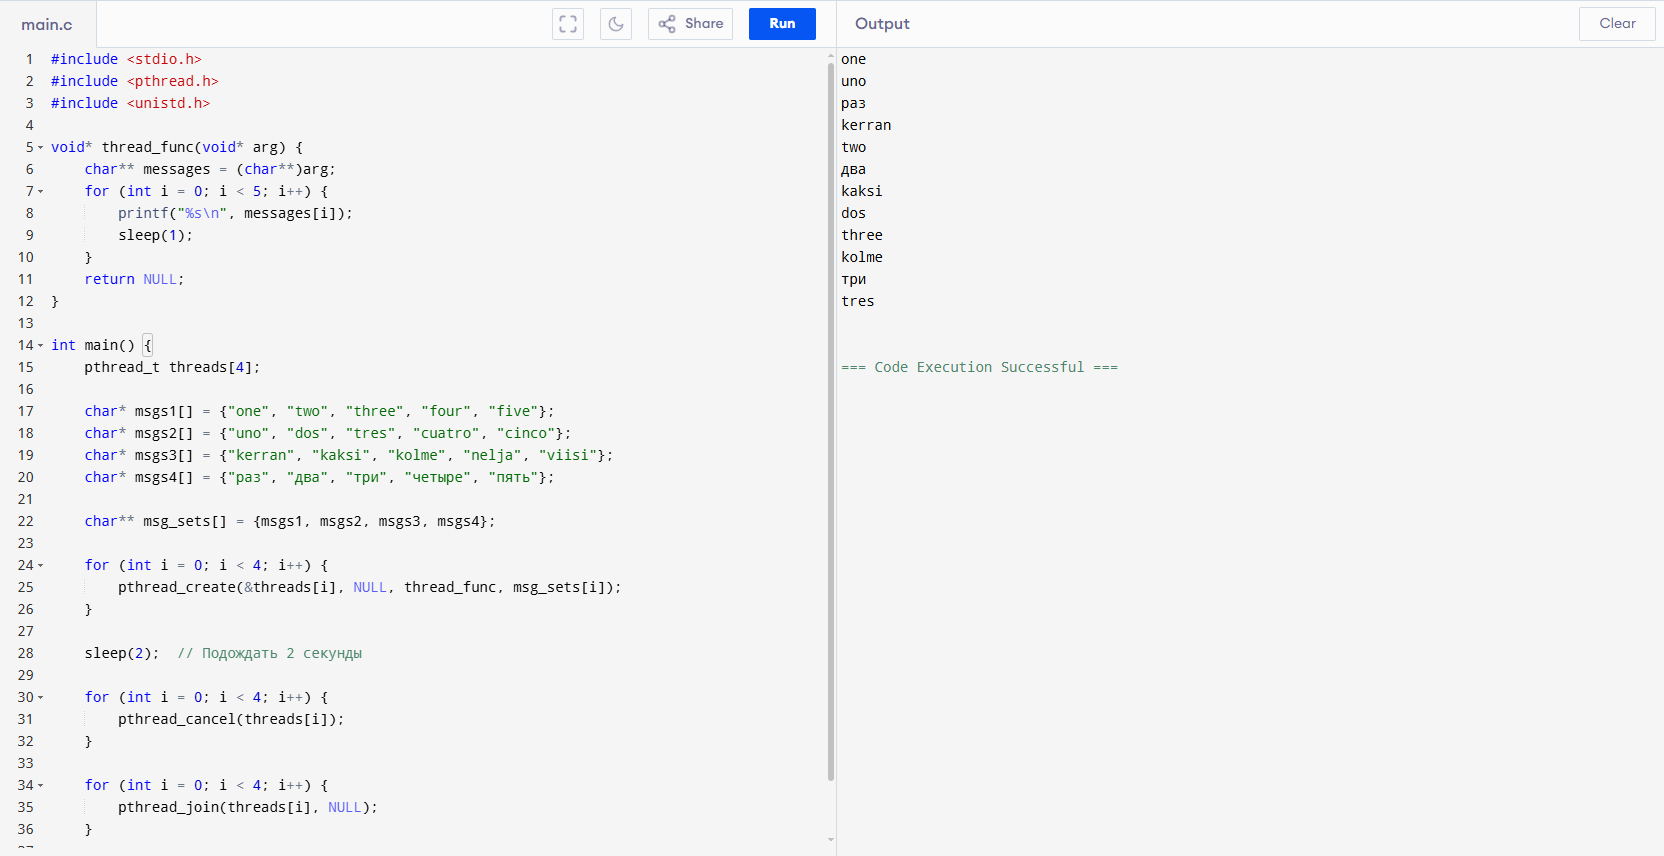 main.c
Share
Run
Output
Clear
1 #include <stdio.h>
2 #include <pthread.h>
3 #include <unistd.h>
4
5 void* thread_func(void* arg) {
6     char** messages = (char**)arg;
7     for (int i = 0; i < 5; i++) {
8         printf("%s\n", messages[i]);
9         sleep(1);
10     }
11     return NULL;
12 }
13
14 int main() {
15     pthread_t threads[4];
16
17     char* msgs1[] = {"one", "two", "three", "four", "five"};
18     char* msgs2[] = {"uno", "dos", "tres", "cuatro", "cinco"};
19     char* msgs3[] = {"kerran", "kaksi", "kolme", "nelja", "viisi"};
20     char* msgs4[] = {"раз", "два", "три", "четыре", "пять"};
21
22     char** msg_sets[] = {msgs1, msgs2, msgs3, msgs4};
23
24     for (int i = 0; i < 4; i++) {
25         pthread_create(&threads[i], NULL, thread_func, msg_sets[i]);
26     }
27
28     sleep(2);  // Подождать 2 секунды
29
30     for (int i = 0; i < 4; i++) {
31         pthread_cancel(threads[i]);
32     }
33
34     for (int i = 0; i < 4; i++) {
35         pthread_join(threads[i], NULL);
36     }
one
uno
раз
kerran
two
два
kaksi
dos
three
kolme
три
tres
=== Code Execution Successful ===